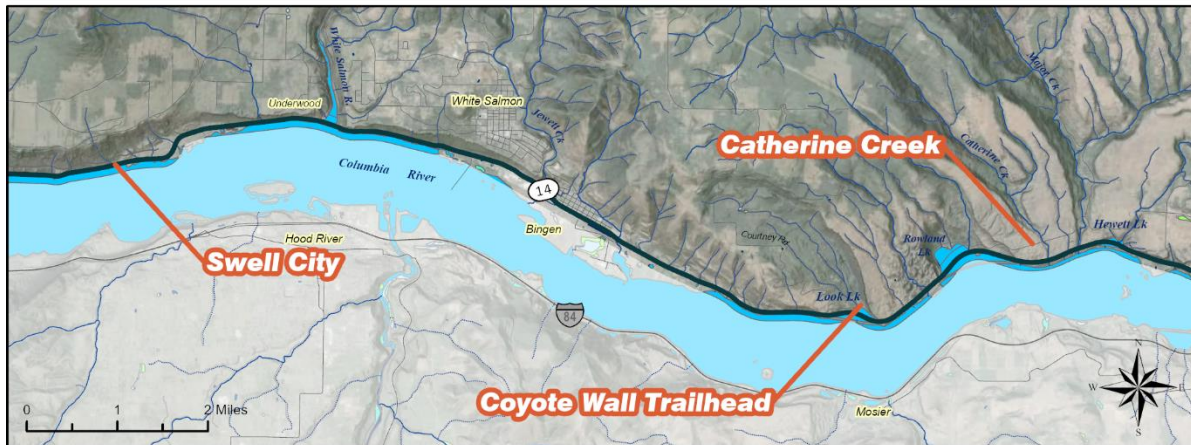 White Salmon R.
Underwood
White Salmon
Jewett Ck
Major Ck
Catherine Creek
Catherine Ck
Columbia River
14
Hewett Lk
Hood River
Bingen
Courtney Rd
Rowland Lk
Swell City
Look Lk
84
Coyote Wall Trailhead
Mosier
N
W E
S
0 1 2 Miles